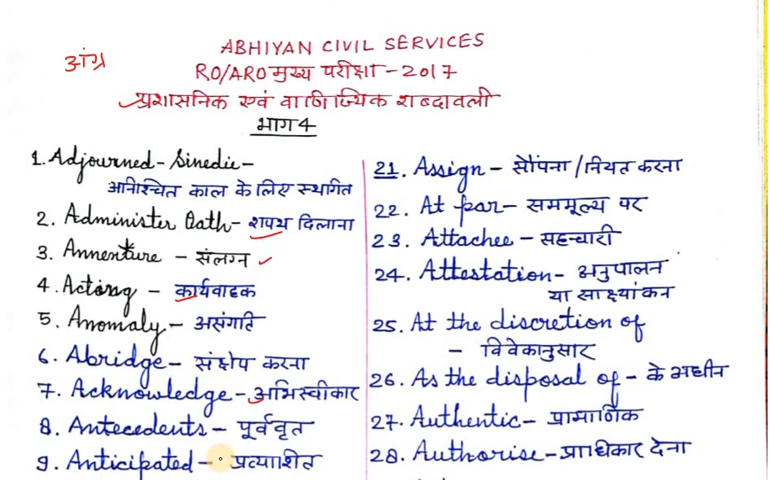 अंग्र
ABHIYAN CIVIL SERVICES
RO/ARO मुख्य परीक्षा-2017
प्रशासनिक एवं वाणिज्यिक शब्दावली
भाग 4
1. Adjourned-Sinedie-
अनिश्चित काल के लिए स्थगित
2. Administer Oath- शपथ दिलाना
3. Annexture - संलग्न
4. Acting - कार्यवाहक
5. Anomaly - असंगति
6. Abridge - संक्षेप करना
7. Acknowledge - अभिस्वीकार
8. Antecedents - पूर्ववृत
9. Anticipated - प्रत्याशित
21. Assign - सौंपना / नियत करना
22. At par - सममूल्य पर
23. Attachee - सहचारी
24. Attestation - अनुपालन
या साक्ष्यांकन
25. At the discretion of
- विवेकानुसार
26. As the disposal of - के अधीन
27. Authentic - प्रामाणिक
28. Authorise - प्राधिकार देना